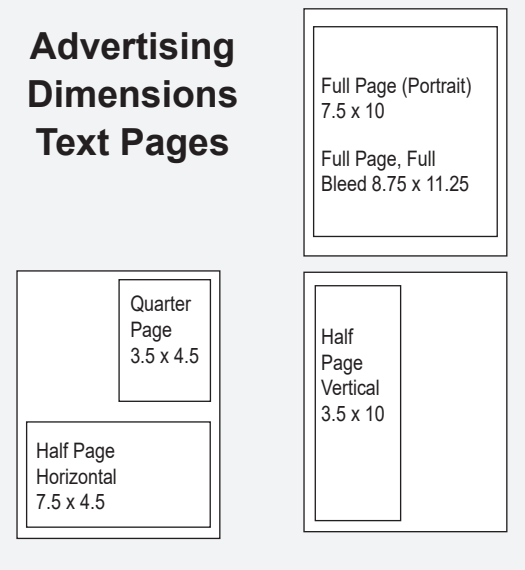 Advertising
Dimensions
Text Pages
Full Page (Portrait)
7.5 x 10
Full Page, Full
Bleed 8.75 x 11.25
Quarter
Page
3.5 x 4.5
Half Page
Horizontal
7.5 x 4.5
Half
Page
Vertical
3.5 x 10